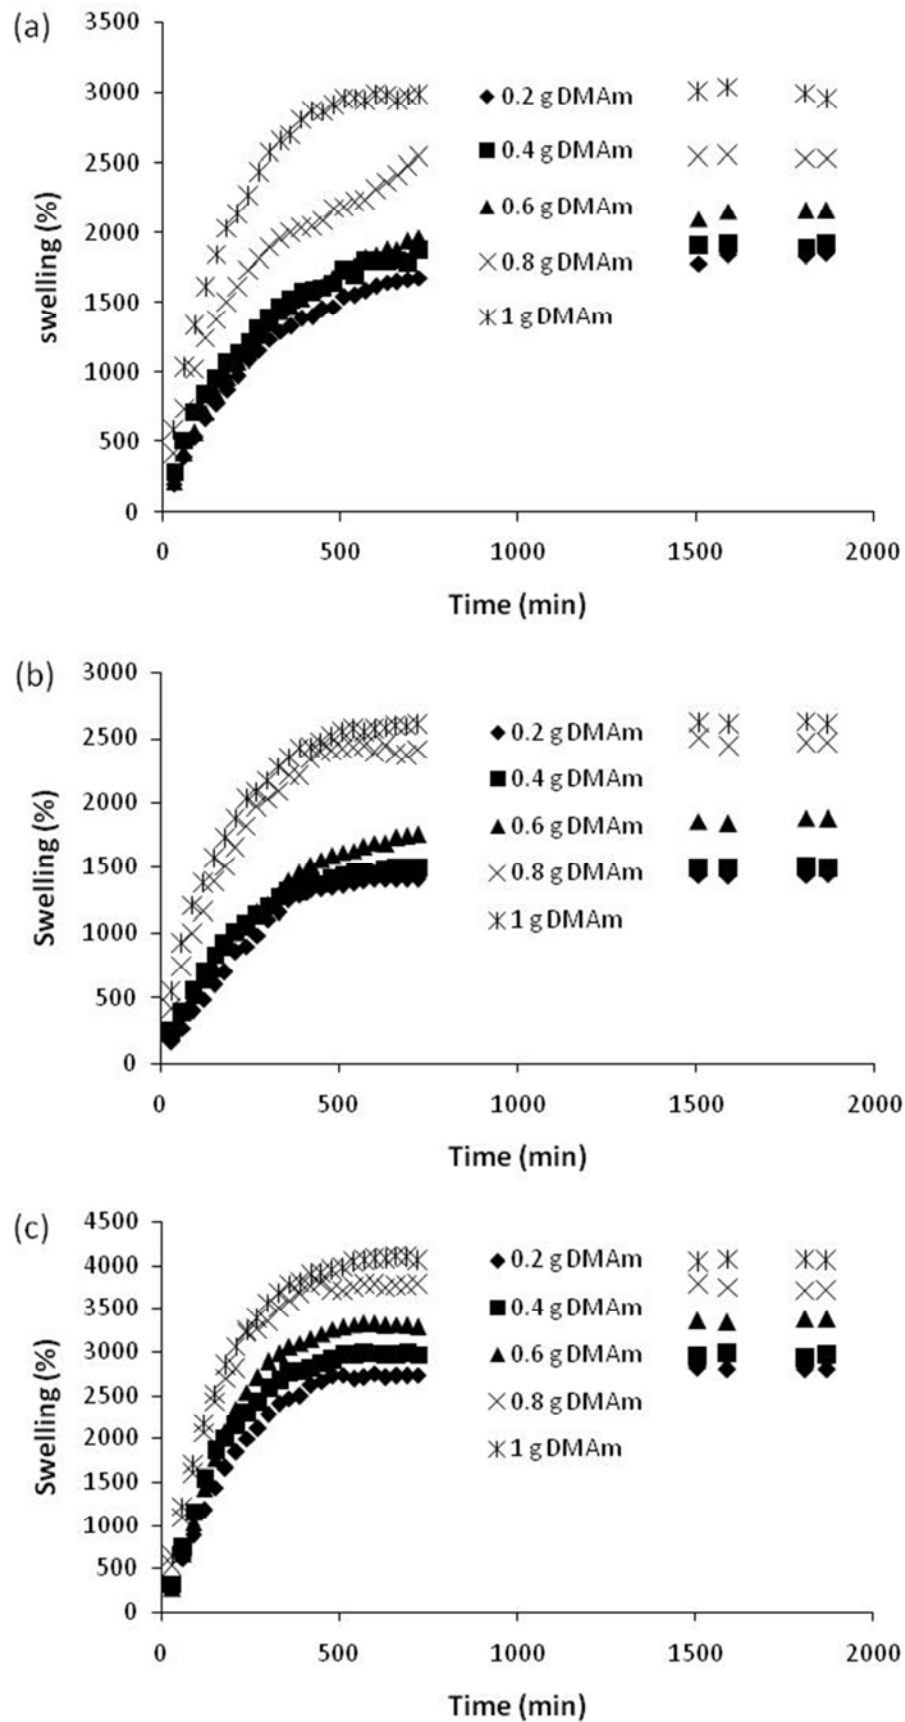 (a)
3500
3000
2500
2000
1500
1000
500
0
swelling (%)
0 500 1000 1500 2000
Time (min)
0.2 g DMAm
0.4 g DMAm
0.6 g DMAm
0.8 g DMAm
1 g DMAm
(b)
3000
2500
2000
1500
1000
500
0
Swelling (%)
0 500 1000 1500 2000
Time (min)
0.2 g DMAm
0.4 g DMAm
0.6 g DMAm
0.8 g DMAm
1 g DMAm
(c)
4500
4000
3500
3000
2500
2000
1500
1000
500
0
Swelling (%)
0 500 1000 1500 2000
Time (min)
0.2 g DMAm
0.4 g DMAm
0.6 g DMAm
0.8 g DMAm
1 g DMAm